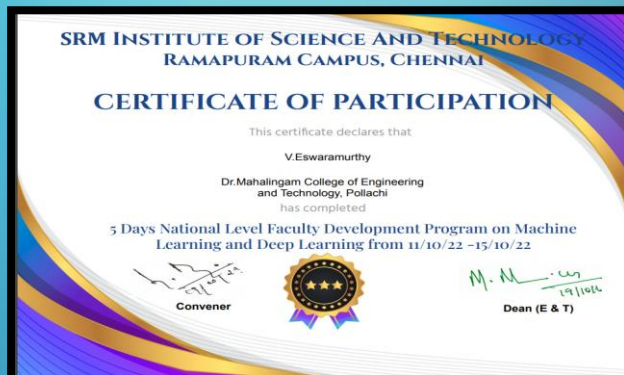 SRM INSTITUTE OF SCIENCE AND TECHNOLOGY
RAMAPURAM CAMPUS, CHENNAI
CERTIFICATE OF PARTICIPATION
This certificate declares that
V.Eswaramurthy
Dr.Mahalingam College of Engineering
and Technology, Pollachi
has completed
5 Days National Level Faculty Development Program on Machine
Learning and Deep Learning from 11/10/22 -15/10/22
Convener
Dean (E & T)